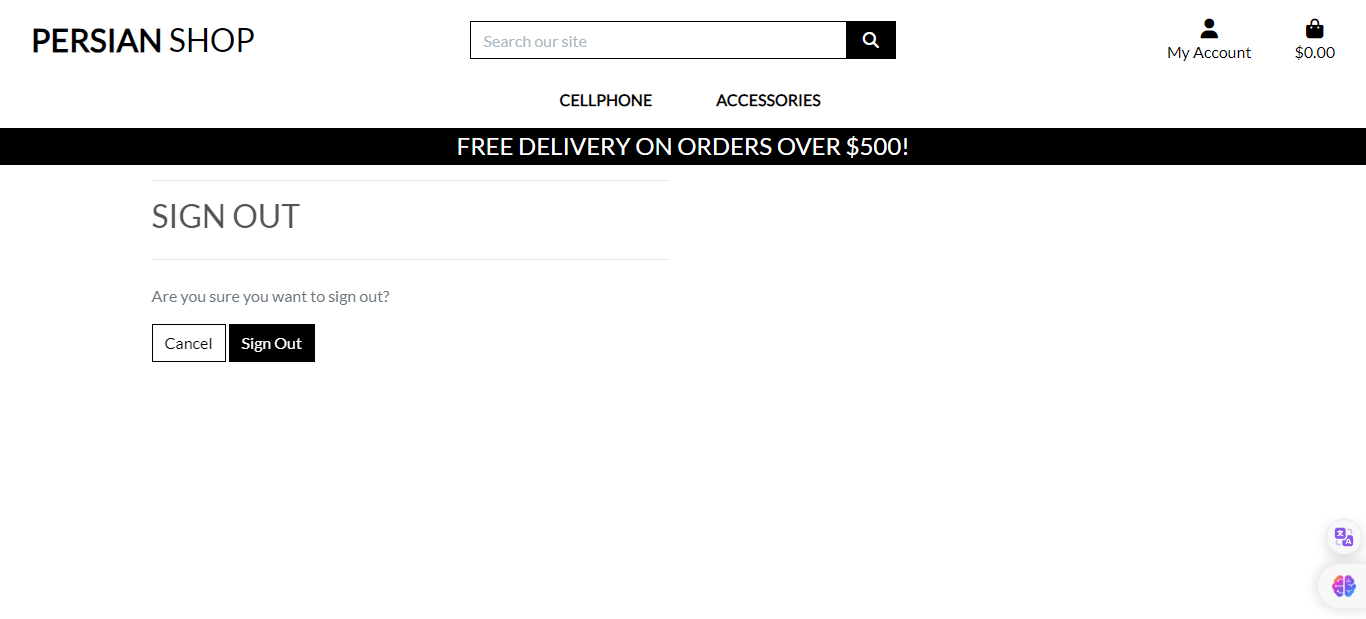 PERSIAN SHOP
Search our site
My Account
$0.00
CELLPHONE
ACCESSORIES
FREE DELIVERY ON ORDERS OVER $500!
SIGN OUT
Are you sure you want to sign out?
Cancel
Sign Out